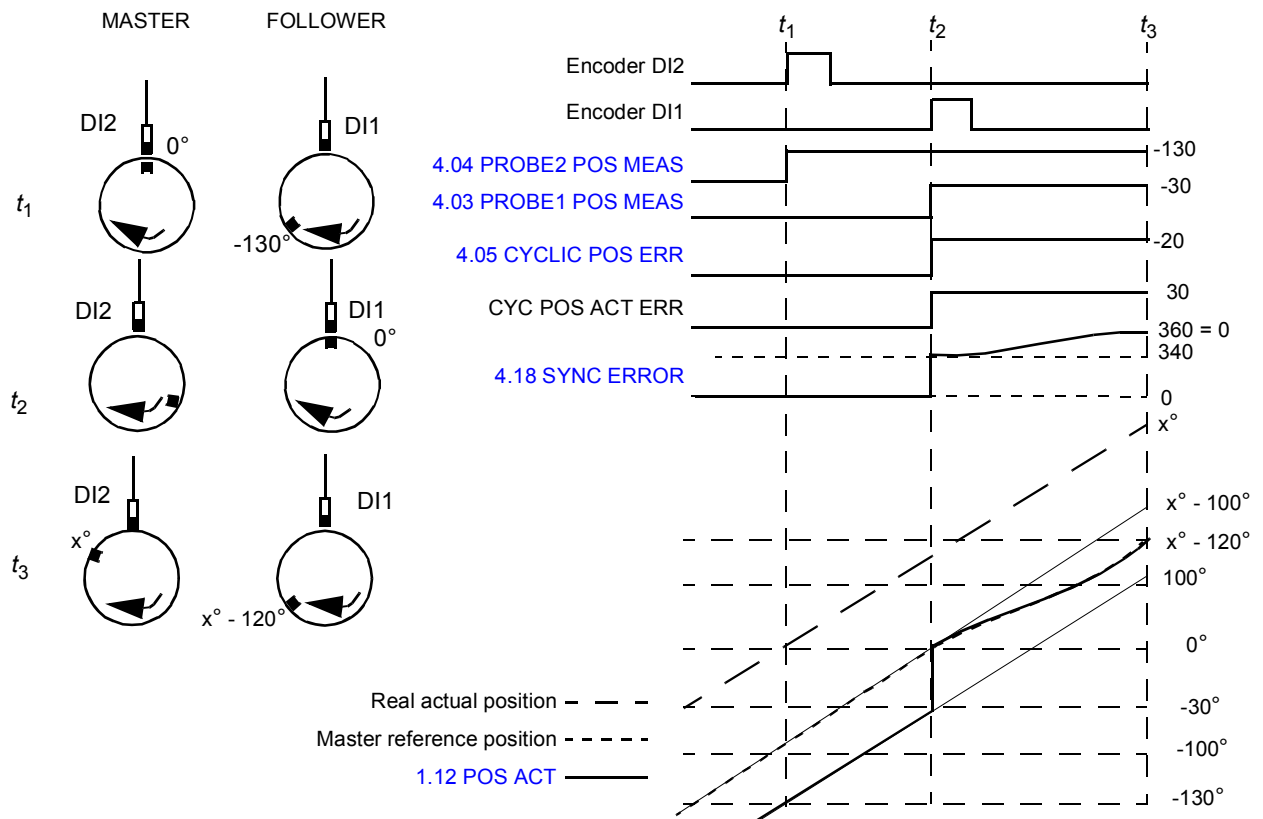 MASTER
FOLLOWER
DI2
0°
DI1
t1
-130°
DI2
DI1
0°
t2
DI2
DI1
x°
t3
x° - 120°
t1
t2
t3
Encoder DI2
Encoder DI1
4.04 PROBE2 POS MEAS
-130
4.03 PROBE1 POS MEAS
-30
4.05 CYCLIC POS ERR
-20
CYC POS ACT ERR
30
360 = 0
340
4.18 SYNC ERROR
0
x°
x° - 100°
x° - 120°
100°
0°
Real actual position
-30°
Master reference position
-100°
1.12 POS ACT
-130°